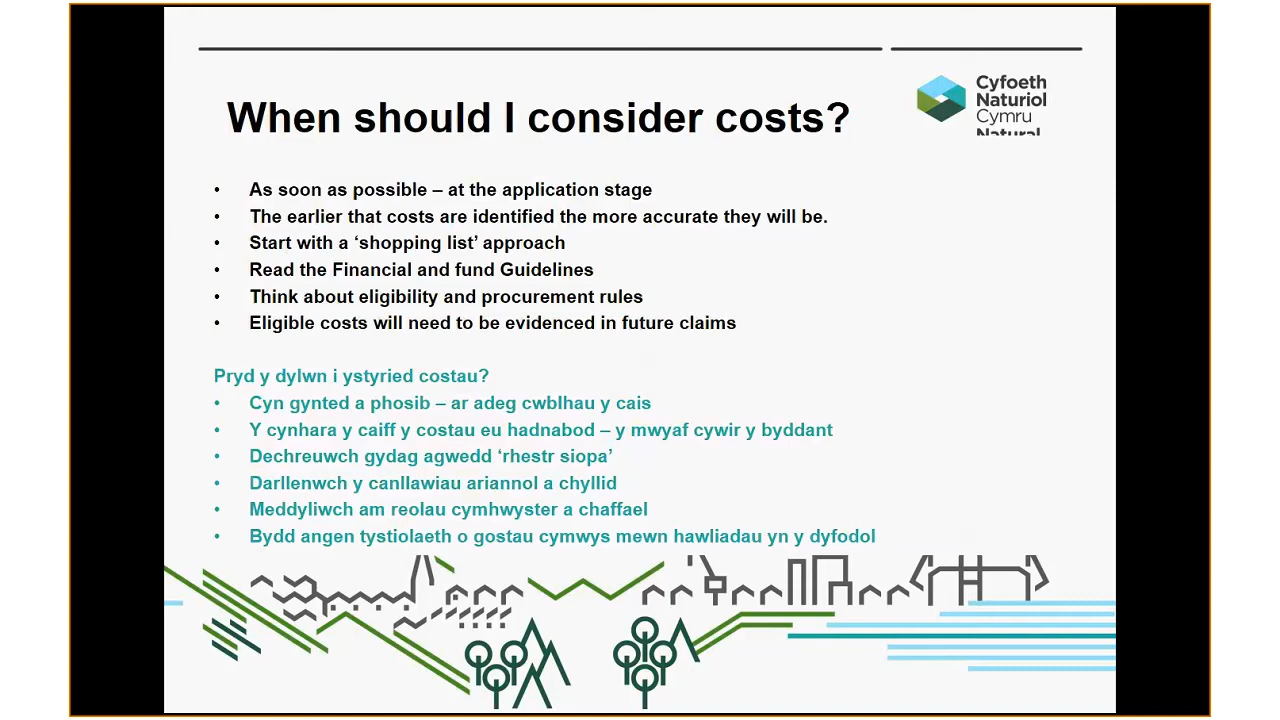 When should I consider costs?
Cyfoeth
Naturiol
Cymru
Natural
• As soon as possible – at the application stage
• The earlier that costs are identified the more accurate they will be.
• Start with a ‘shopping list’ approach
• Read the Financial and fund Guidelines
• Think about eligibility and procurement rules
• Eligible costs will need to be evidenced in future claims
Pryd y dylwn i ystyried costau?
• Cyn gynted a phosib – ar adeg cwblhau y cais
• Y cynhara y caiff y costau eu hadnabod – y mwyaf cywir y byddant
• Dechreuwch gydag agwedd ‘rhestr siopa’
• Darllenwch y canllawiau ariannol a chyllid
• Meddyliwch am reolau cymhwyster a chaffael
• Bydd angen tystiolaeth o gostau cymwys mewn hawliadau yn y dyfodol